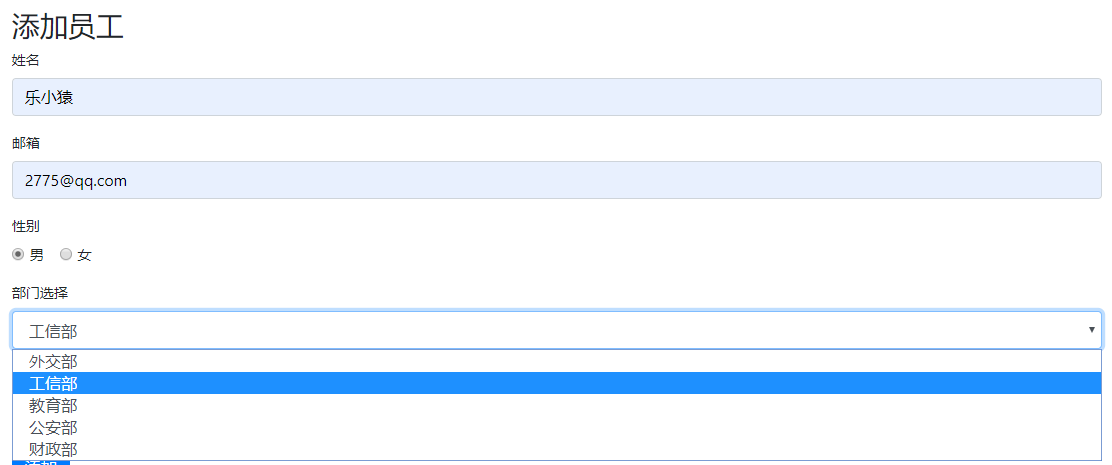 添加员工
姓名
乐小猿
邮箱
2775@qq.com
性别
男 女
部门选择
工信部
外交部
工信部
教育部
公安部
财政部